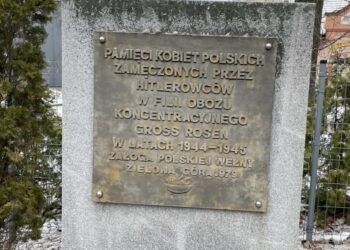 PAMIĘCI KOBIET POLSKICH
ZAMĘCZONYCH PRZEZ
HITLEROWCÓW
W FILII OBOZU
KONCENTRACYJNEGO
GROSS ROSEN
W LATACH 1944-1945
ZAŁOGA POLSKIEJ WEŁNY
ZIELONA GÓRA 1979